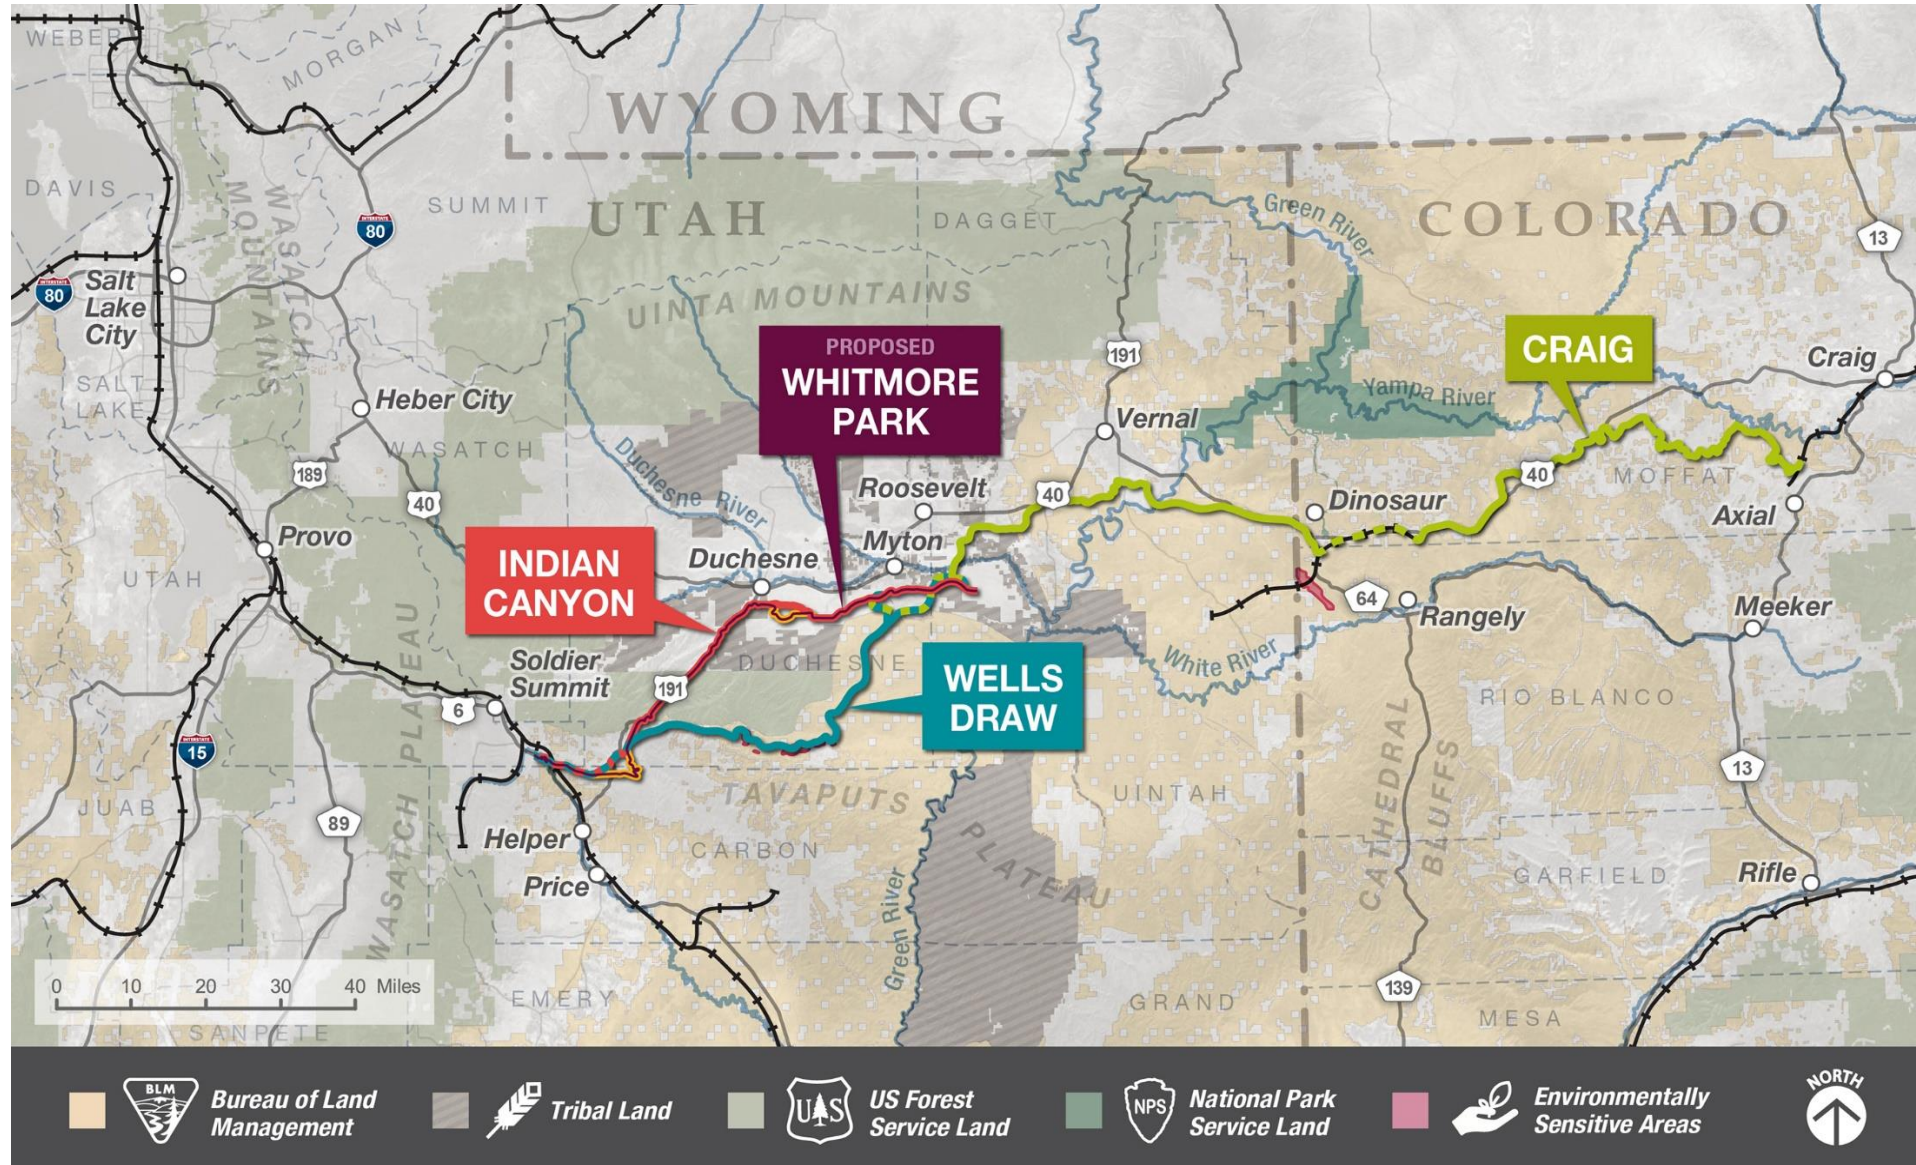 WEBER
MORGAN
WYOMING
DAVIS
WASATCH
MOUNTAINS
SUMMIT
UTAH
DAGGET
COLORADO
Green River
13
80
80
Salt
Lake
City
UINTA MOUNTAINS
PROPOSED
WHITMORE
PARK
191
CRAIG
Craig
SALT
LAKE
Heber City
Yampa River
Vernal
WASATCH
Duchesne River
189
40
Roosevelt
40
40
MOFFAT
Dinosaur
Axial
Provo
INDIAN
CANYON
Duchesne
Myton
UTAH
64
Rangely
Meeker
Soldier
Summit
DUCHESNE
White River
191
WELLS
DRAW
RIO BLANCO
6
15
WASATCH PLATEAU
CATHEDRAL
BLUFFS
13
JUAB
89
TAVAPUTS
PLATEAU
UINTAH
Helper
CARBON
Price
GARFIELD
Rifle
Green River
0 10 20 30 40 Miles
EMERY
GRAND
139
MESA
SANPETE
BLM
Bureau of Land
Management
Tribal Land
US
US Forest
Service Land
NPS
National Park
Service Land
Environmentally
Sensitive Areas
NORTH